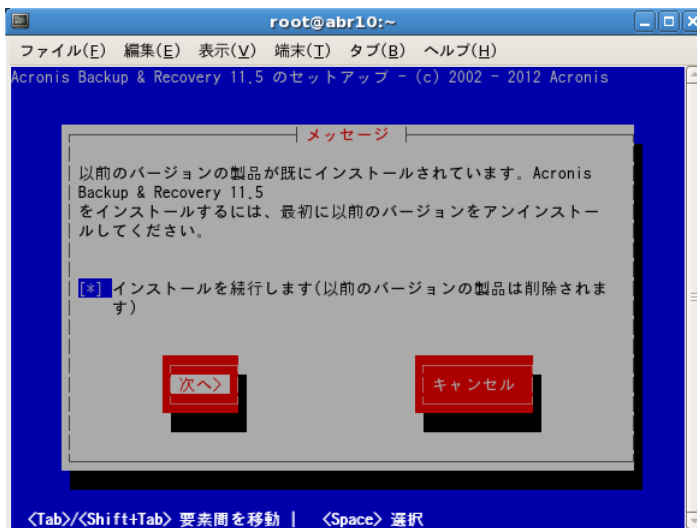 root@abr10:~
ファイル(F) 編集(E) 表示(V) 端末(T) タブ(B) ヘルプ(H)
Acronis Backup & Recovery 11.5 のセットアップ - (c) 2002 - 2012 Acronis
メッセージ
以前のバージョンの製品が既にインストールされています。Acronis
Backup & Recovery 11.5
をインストールするには、最初に以前のバージョンをアンインストー
ルしてください。
[*] インストールを続行します(以前のバージョンの製品は削除されま
す)
次へ> キャンセル
<Tab>/<Shift+Tab> 要素間を移動 | <Space> 選択